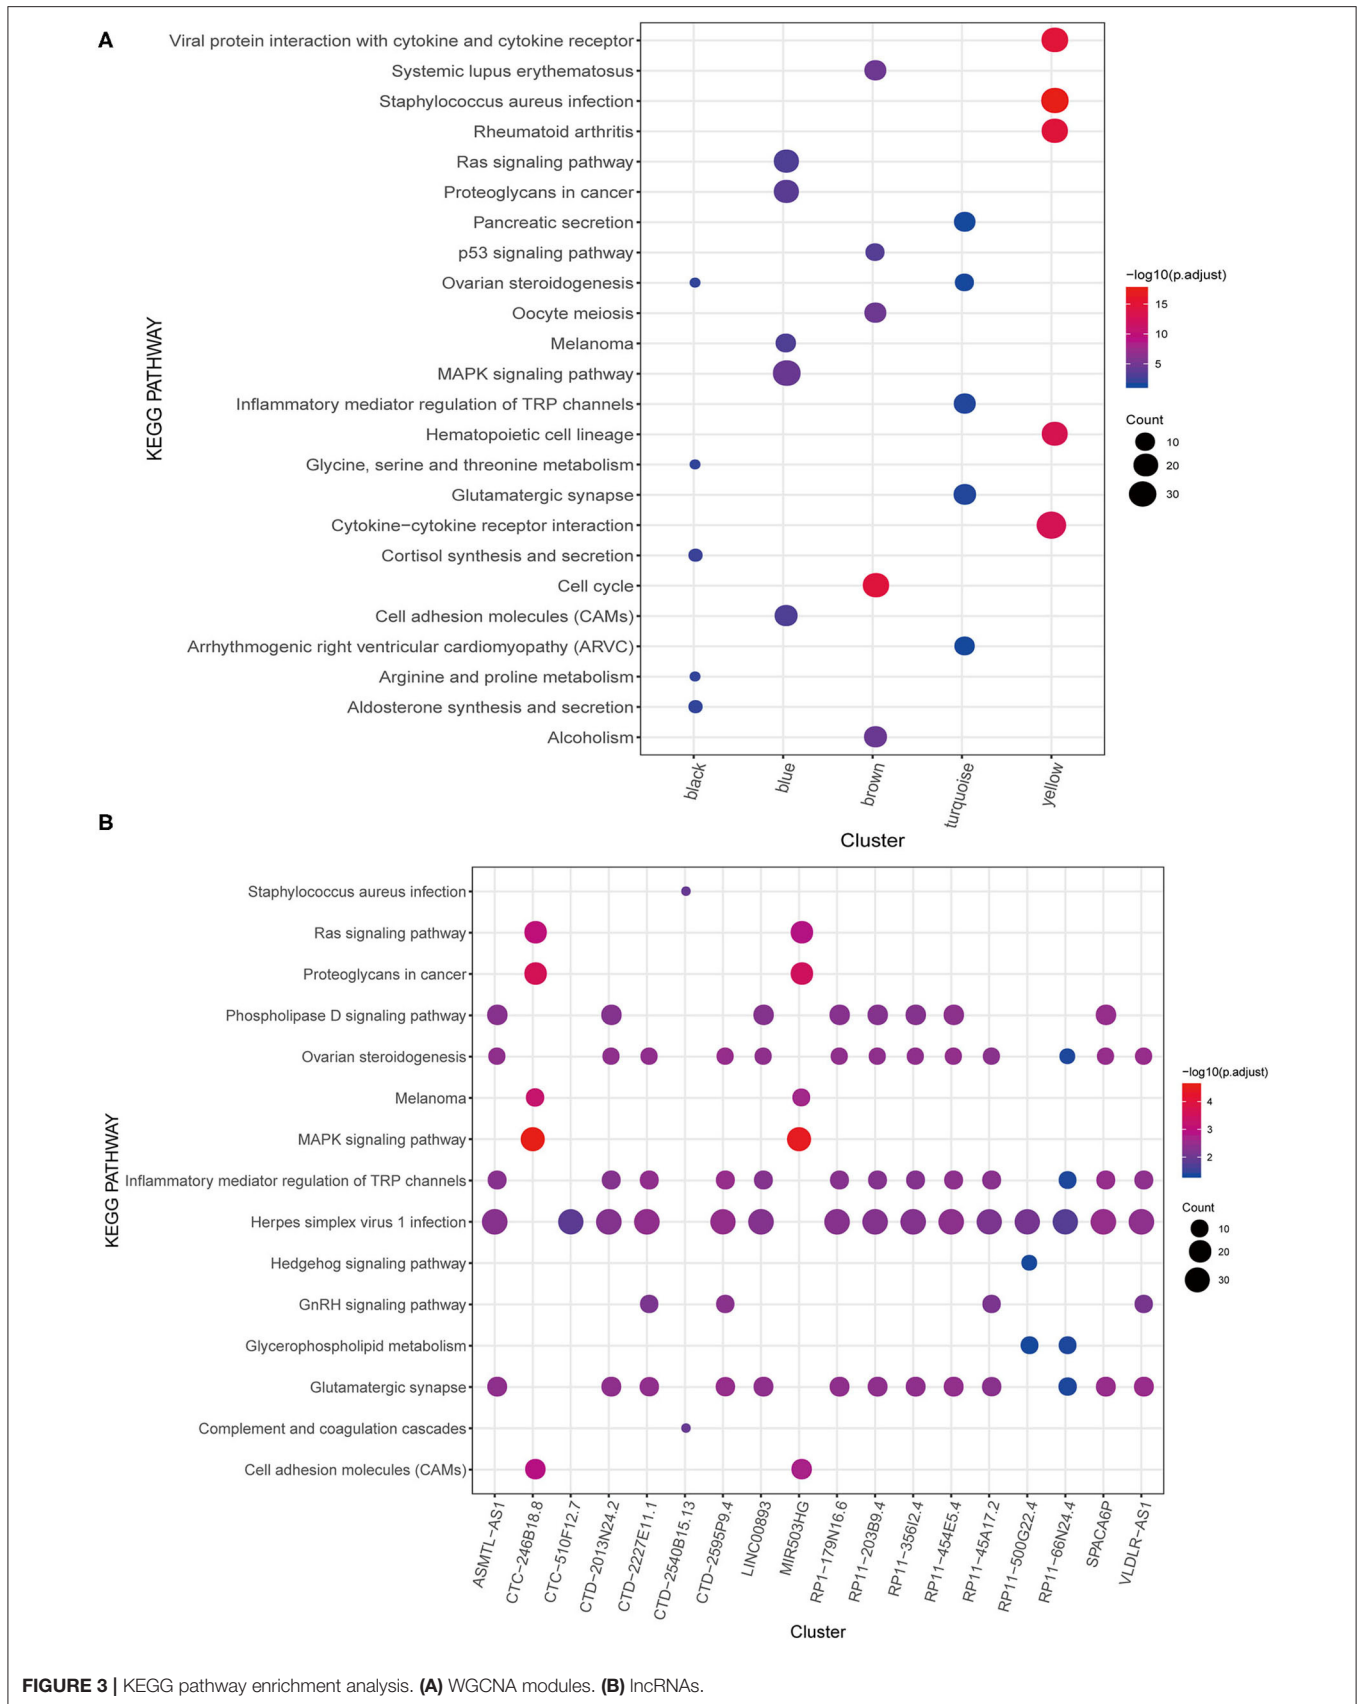 A
Viral protein interaction with cytokine and cytokine receptor
Systemic lupus erythematosus
Staphylococcus aureus infection
Rheumatoid arthritis
Ras signaling pathway
Proteoglycans in cancer
Pancreatic secretion
p53 signaling pathway
Ovarian steroidogenesis
Oocyte meiosis
Melanoma
MAPK signaling pathway
Inflammatory mediator regulation of TRP channels
Hematopoietic cell lineage
Glycine, serine and threonine metabolism
Glutamatergic synapse
Cytokine−cytokine receptor interaction
Cortisol synthesis and secretion
Cell cycle
Cell adhesion molecules (CAMs)
Arrhythmogenic right ventricular cardiomyopathy (ARVC)
Arginine and proline metabolism
Aldosterone synthesis and secretion
Alcoholism
KEGG PATHWAY
black
blue
brown
turquoise
yellow
Cluster
−log10(p.adjust)
15
10
5
Count
10
20
30
B
Staphylococcus aureus infection
Ras signaling pathway
Proteoglycans in cancer
Phospholipase D signaling pathway
Ovarian steroidogenesis
Melanoma
MAPK signaling pathway
Inflammatory mediator regulation of TRP channels
Herpes simplex virus 1 infection
Hedgehog signaling pathway
GnRH signaling pathway
Glycerophospholipid metabolism
Glutamatergic synapse
Complement and coagulation cascades
Cell adhesion molecules (CAMs)
KEGG PATHWAY
ASMTL−AS1
CTC−246B18.8
CTC−510F12.7
CTD−2013N24.2
CTD−2227E11.1
CTD−2540B15.13
CTD−2595P9.4
LINC00893
MIR503HG
RP1−179N16.6
RP11−203B9.4
RP11−356I2.4
RP11−454E5.4
RP11−45A17.2
RP11−500G22.4
RP11−66N24.4
SPACA6P
VLDLR−AS1
Cluster
−log10(p.adjust)
4
3
2
Count
10
20
30
FIGURE 3 | KEGG pathway enrichment analysis. (A) WGCNA modules. (B) lncRNAs.